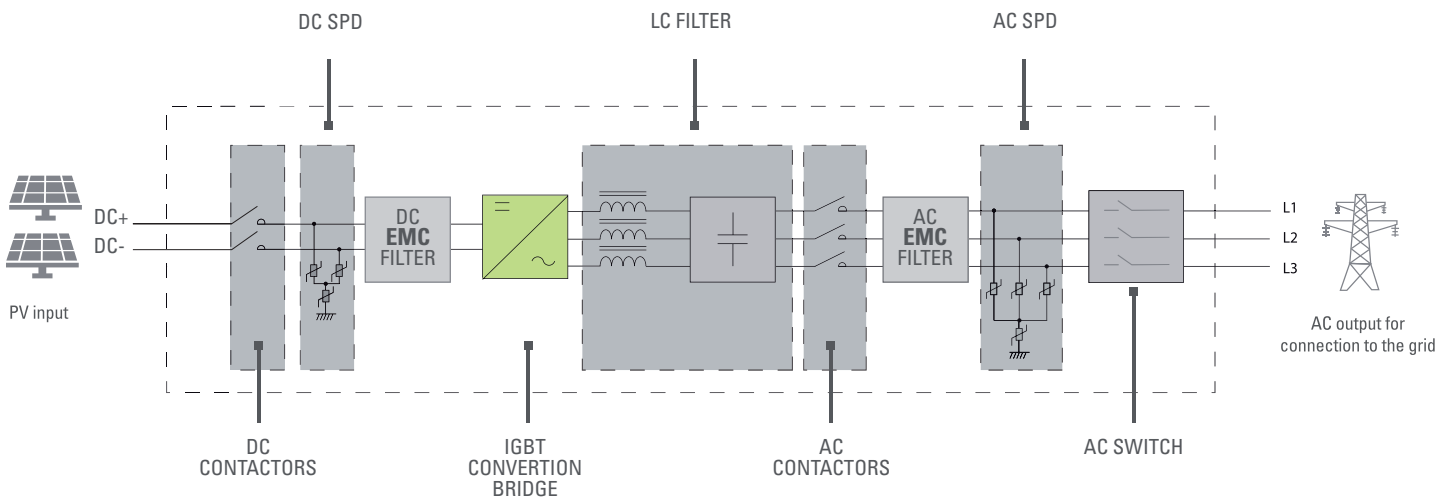 DC SPD
LC FILTER
AC SPD
DC+
DC-
PV input
DC
EMC
FILTER
AC
EMC
FILTER
L1
L2
L3
AC output for
connection to the grid
DC
CONTACTORS
IGBT
CONVERTION
BRIDGE
AC
CONTACTORS
AC SWITCH